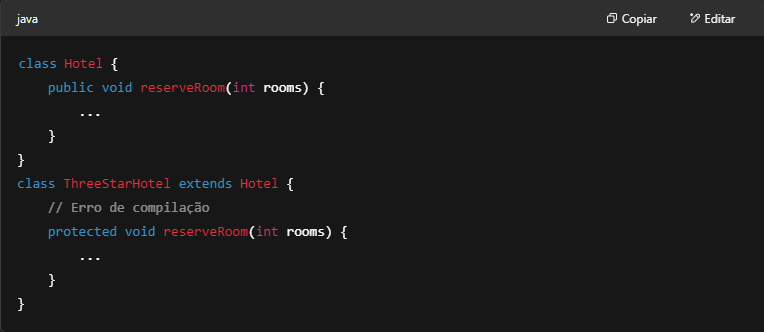 java Copiar Editar
class Hotel {
    public void reserveRoom(int rooms) {
        ...
    }
}
class ThreeStarHotel extends Hotel {
    // Erro de compilação
    protected void reserveRoom(int rooms) {
        ...
    }
}